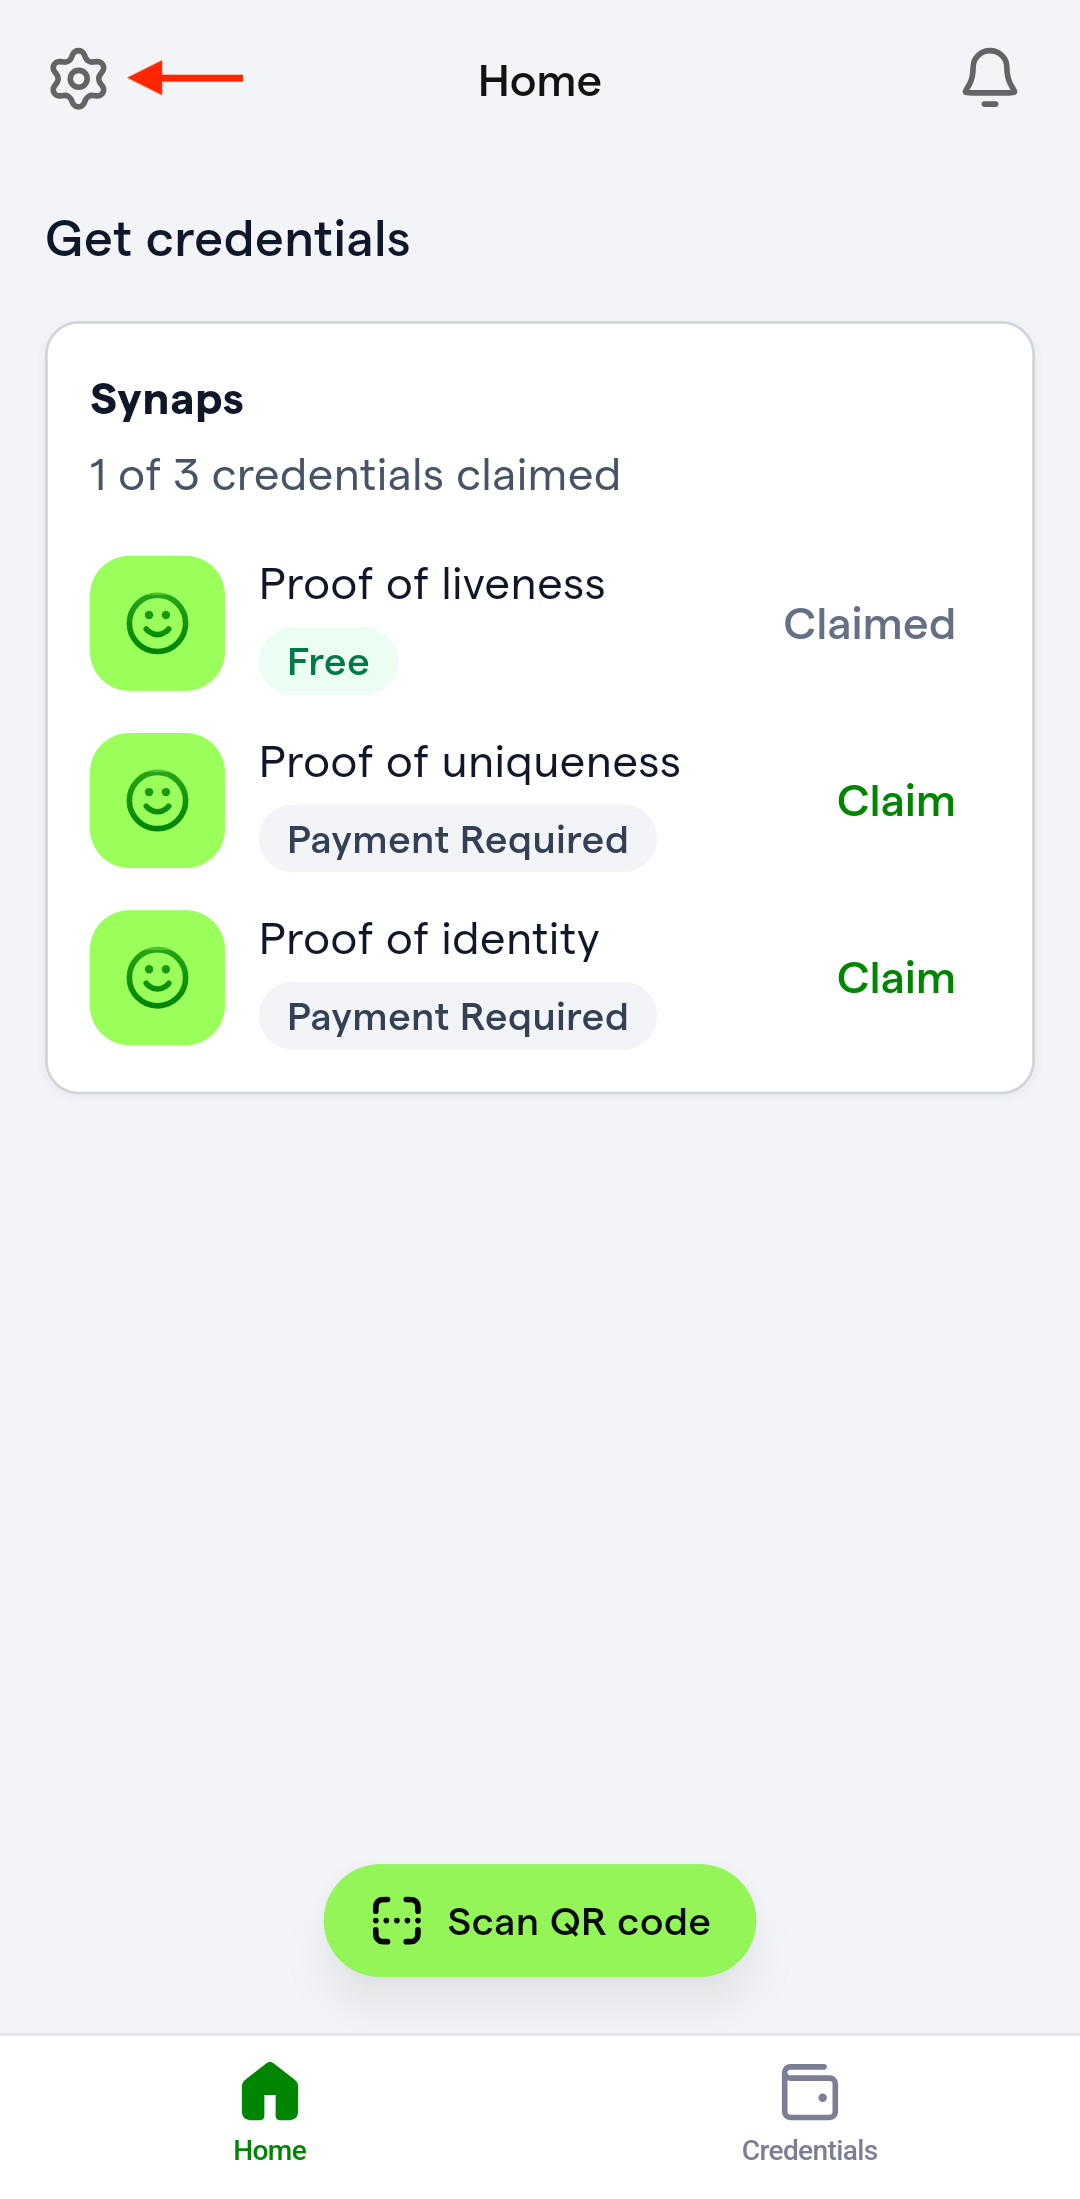 Home
Get credentials
Synaps
1 of 3 credentials claimed
Proof of liveness
Free
Claimed
Proof of uniqueness
Payment Required
Claim
Proof of identity
Payment Required
Claim
Scan QR code
Home
Credentials